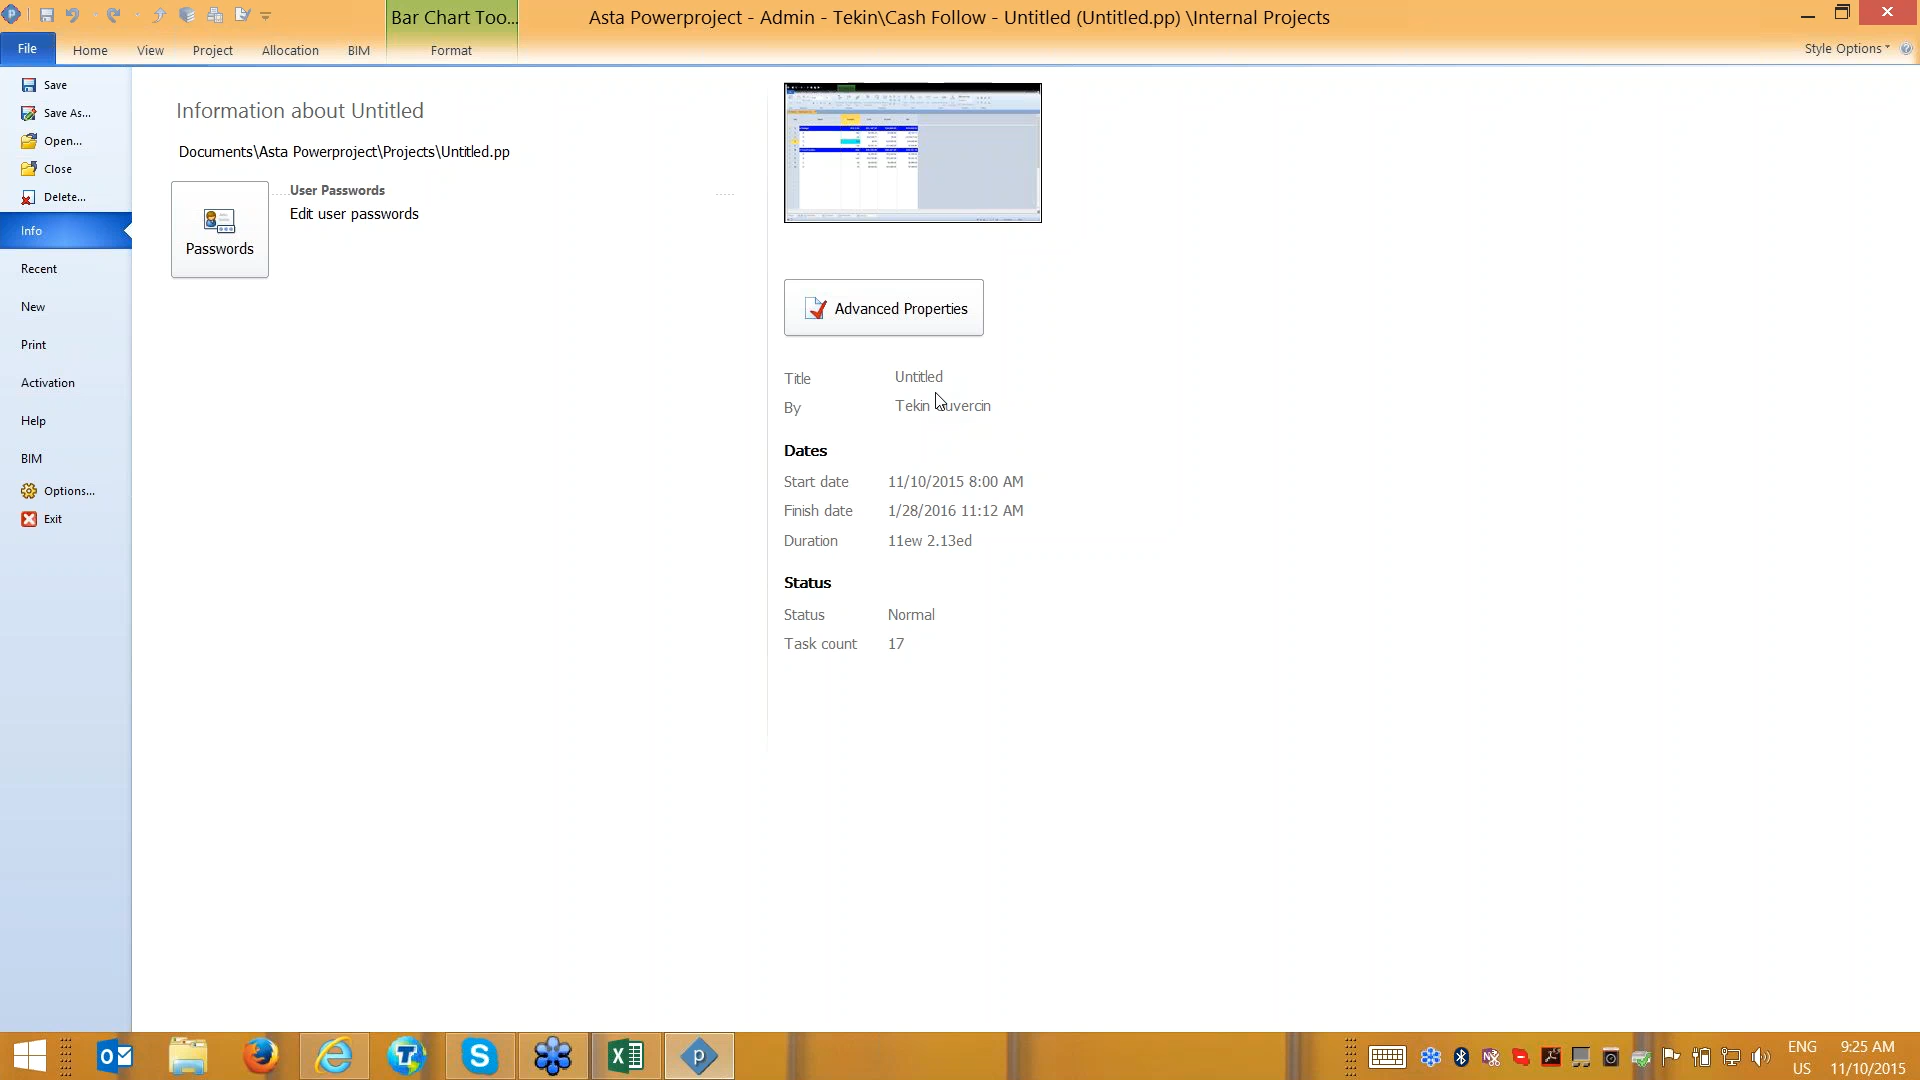 Bar Chart Too...
Asta Powerproject - Admin - Tekin\Cash Follow - Untitled (Untitled.pp) \Internal Projects
File
Home
View
Project
Allocation
BIM
Format
Style Options
Save
Save As...
Open...
Close
Delete...
Info
Recent
New
Print
Activation
Help
BIM
Options...
Exit
Information about Untitled
Documents\Asta Powerproject\Projects\Untitled.pp
Passwords
User Passwords
Edit user passwords
Advanced Properties
Title Untitled
By Tekin
Dates
Start date 11/10/2015 8:00 AM
Finish date 1/28/2016 11:12 AM
Duration 11ew 2.13ed
Status
Status Normal
Task count 17
ENG
US
9:25 AM
11/10/2015